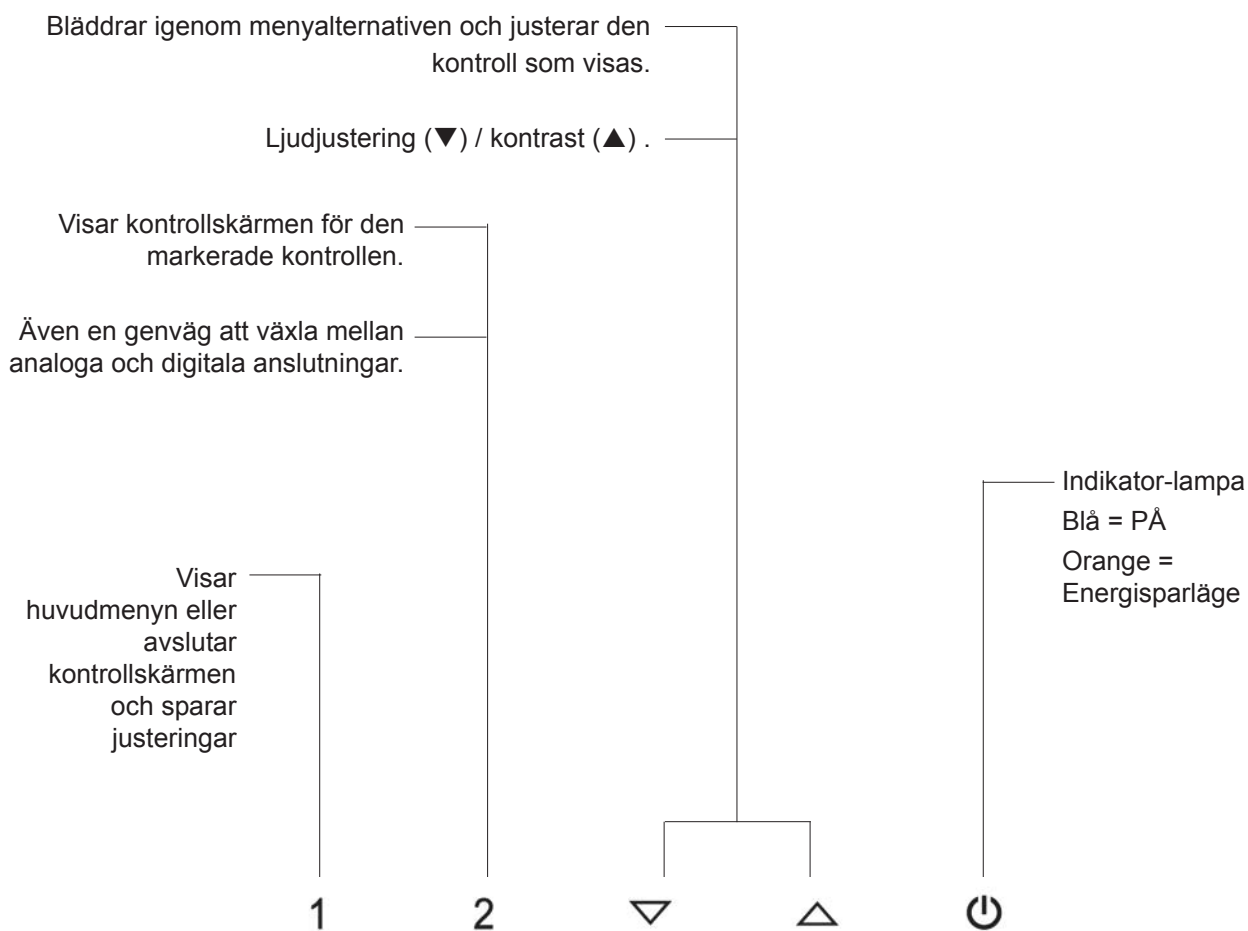 Bläddrar igenom menyalternativen och justerar den
kontroll som visas.
Ljudjustering (▼) / kontrast (▲) .
Visar kontrollskärmen för den
markerade kontrollen.
Även en genväg att växla mellan
analoga och digitala anslutningar.
Indikator-lampa
Blå = PÅ
Orange =
Energisparläge
Visar
huvudmenyn eller
avslutar
kontrollskärmen
och sparar
justeringar
1 2 ▽ △ ⏻